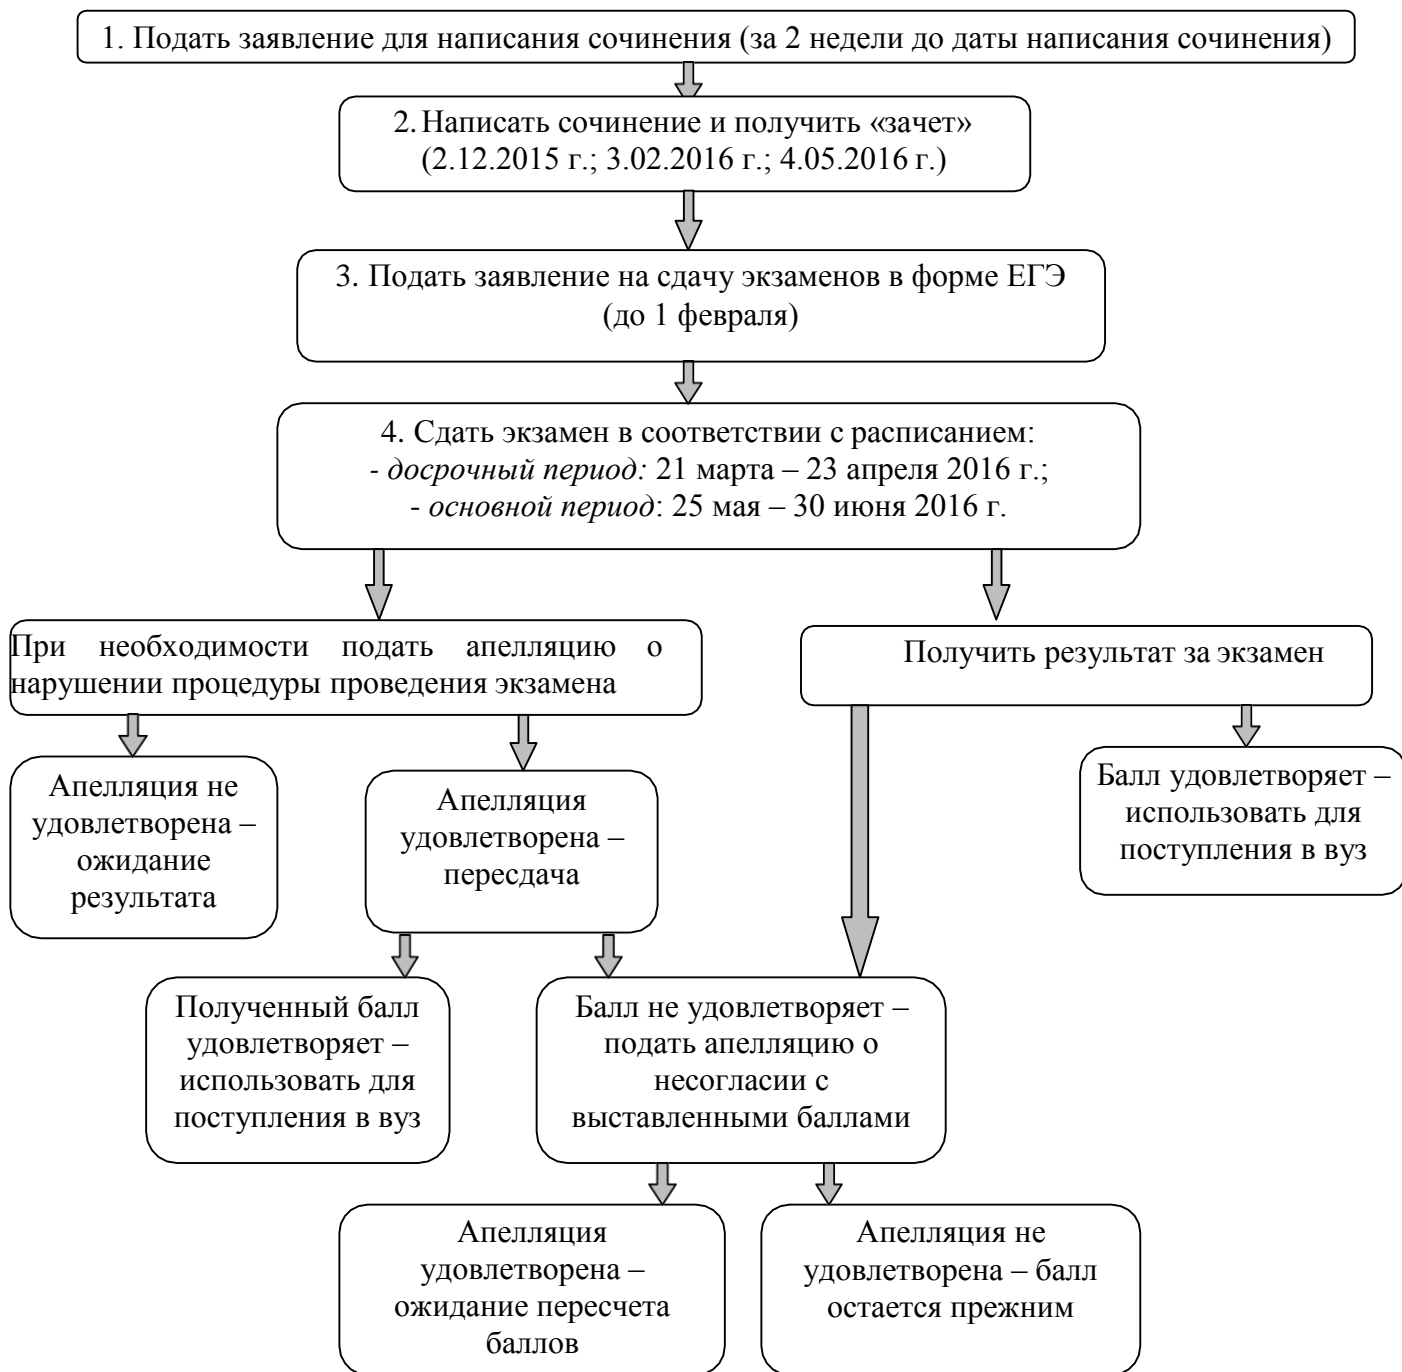 1. Подать заявление для написания сочинения (за 2 недели до даты написания сочинения)
2. Написать сочинение и получить «зачет»
(2.12.2015 г.; 3.02.2016 г.; 4.05.2016 г.)
3. Подать заявление на сдачу экзаменов в форме ЕГЭ
(до 1 февраля)
4. Сдать экзамен в соответствии с расписанием:
- досрочный период: 21 марта – 23 апреля 2016 г.;
- основной период: 25 мая – 30 июня 2016 г.
При необходимости подать апелляцию о
нарушении процедуры проведения экзамена
Получить результат за экзамен
Апелляция не
удовлетворена –
ожидание
результата
Апелляция
удовлетворена –
пересдача
Балл удовлетворяет –
использовать для
поступления в вуз
Полученный балл
удовлетворяет –
использовать для
поступления в вуз
Балл не удовлетворяет –
подать апелляцию о
несогласии с
выставленными баллами
Апелляция
удовлетворена –
ожидание пересчета
баллов
Апелляция не
удовлетворена – балл
остается прежним